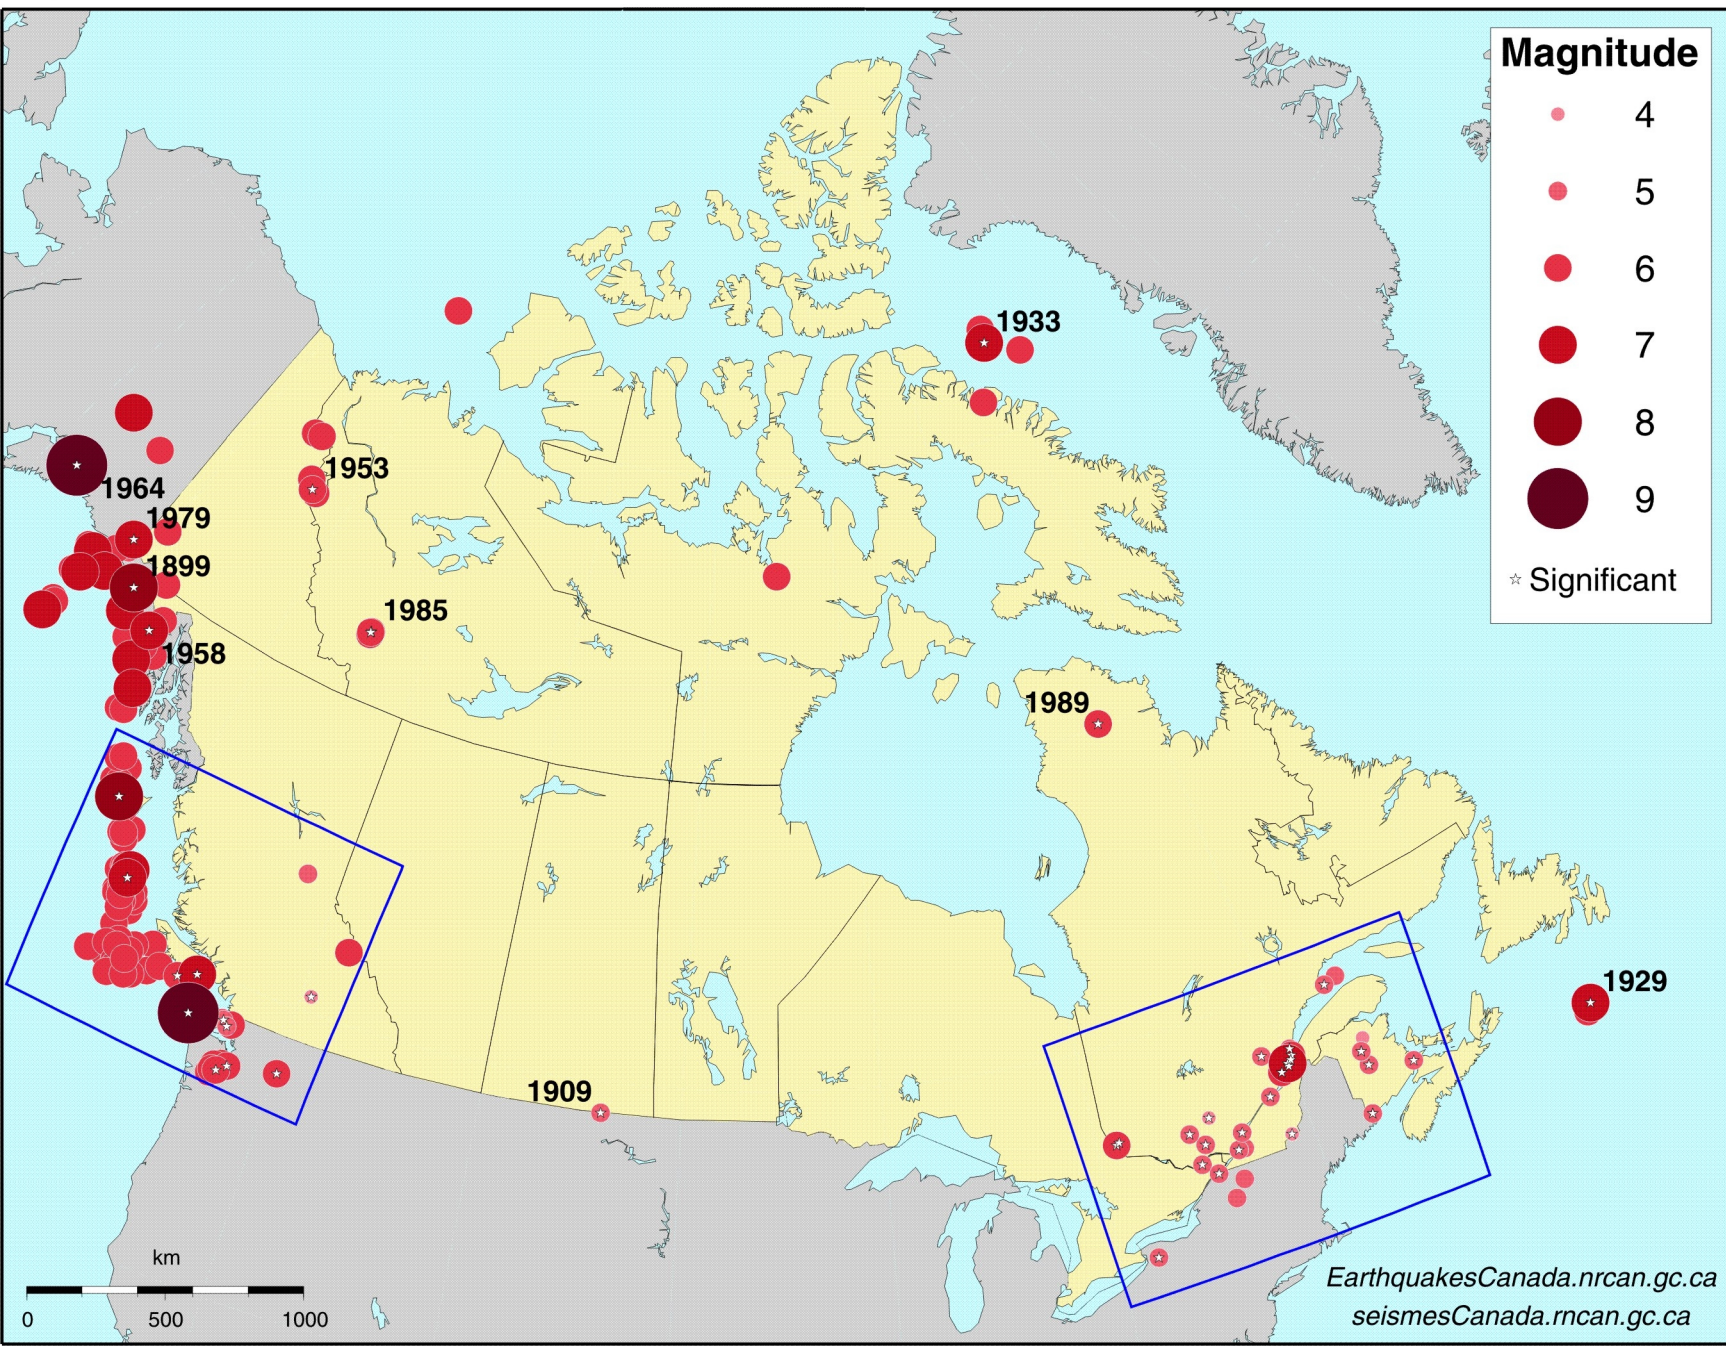 Magnitude
4
5
6
7
8
9
Significant
1933
1953
1964
1979
1899
1985
1958
1989
1929
1909
km
0 500 1000
EarthquakesCanada.nrcan.gc.ca
seismesCanada.rncan.gc.ca